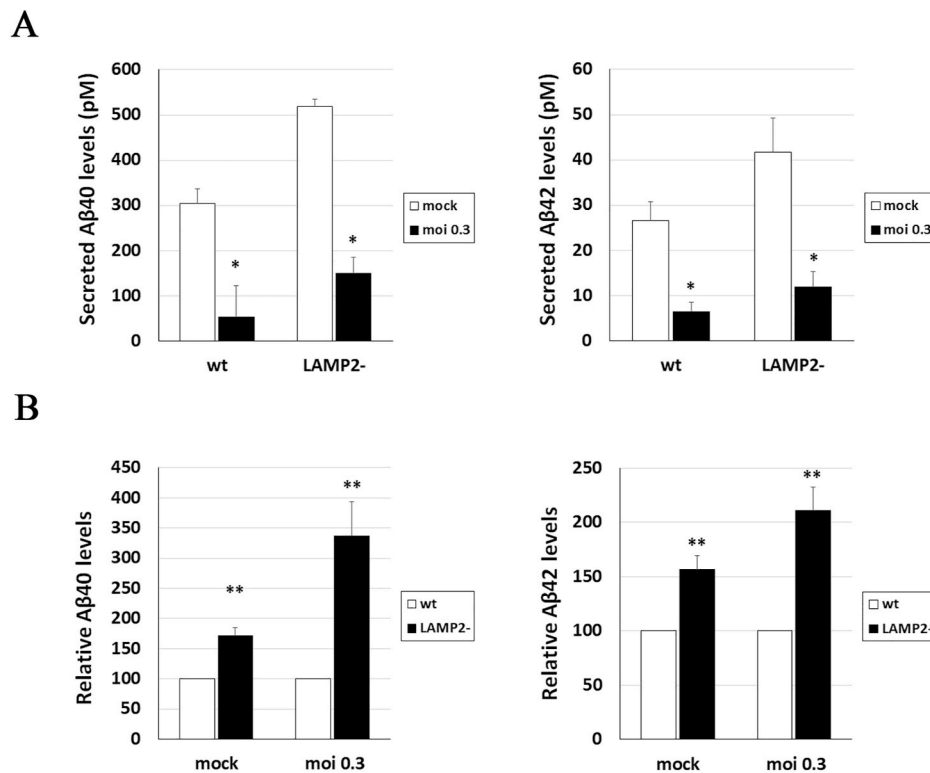 A
Secreted Aβ40 levels (pM)
600
500
400
300
200
100
0
*
*
wt
LAMP2-
mock
moi 0.3
Secreted Aβ42 levels (pM)
60
50
40
30
20
10
0
*
*
wt
LAMP2-
mock
moi 0.3
B
Relative Aβ40 levels
450
400
350
300
250
200
150
100
50
0
**
**
mock
moi 0.3
wt
LAMP2-
Relative Aβ42 levels
250
200
150
100
50
0
**
**
mock
moi 0.3
wt
LAMP2-